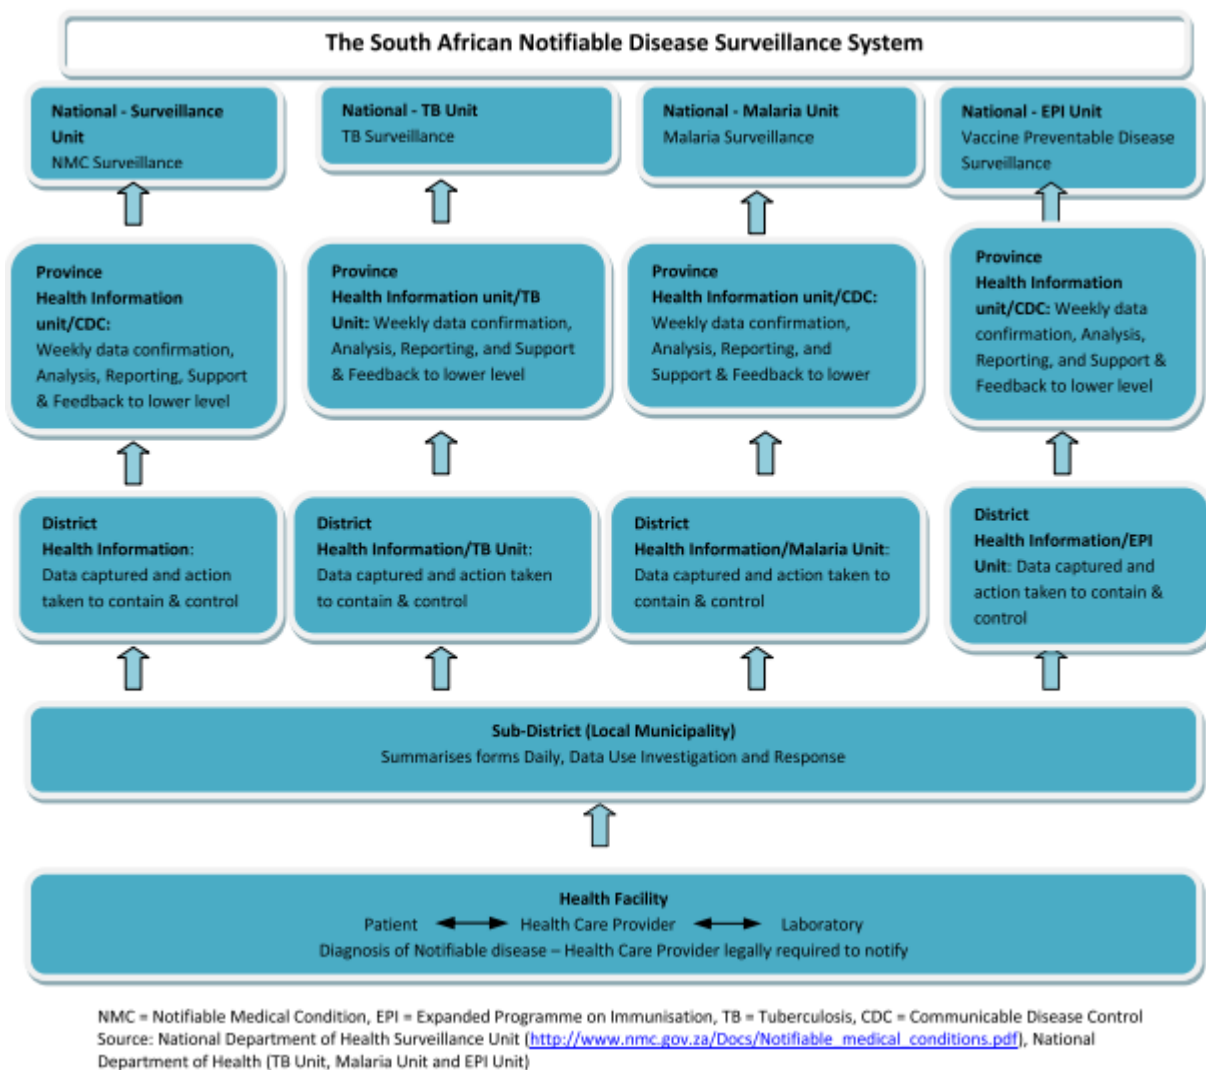 The South African Notifiable Disease Surveillance System
National - Surveillance
Unit
NMC Surveillance
National - TB Unit
TB Surveillance
National - Malaria Unit
Malaria Surveillance
National - EPI Unit
Vaccine Preventable Disease
Surveillance
Province
Health Information
unit/CDC:
Weekly data confirmation,
Analysis, Reporting, Support
& Feedback to lower level
Province
Health Information unit/TB
Unit: Weekly data confirmation,
Analysis, Reporting, and Support
& Feedback to lower level
Province
Health Information unit/CDC:
Weekly data confirmation,
Analysis, Reporting, and
Support & Feedback to lower
Province
Health Information
unit/CDC: Weekly data
confirmation, Analysis,
Reporting, and Support &
Feedback to lower level
District
Health Information:
Data captured and action
taken to contain & control
District
Health Information/TB Unit:
Data captured and action taken
to contain & control
District
Health Information/Malaria Unit:
Data captured and action taken to
contain & control
District
Health Information/EPI
Unit: Data captured and
action taken to contain &
control
Sub-District (Local Municipality)
Summarises forms Daily, Data Use Investigation and Response
Health Facility
Patient Health Care Provider Laboratory
Diagnosis of Notifiable disease – Health Care Provider legally required to notify
NMC = Notifiable Medical Condition, EPI = Expanded Programme on Immunisation, TB = Tuberculosis, CDC = Communicable Disease Control
Source: National Department of Health Surveillance Unit (http://www.nmc.gov.za/Docs/Notifiable_medical_conditions.pdf), National
Department of Health (TB Unit, Malaria Unit and EPI Unit)